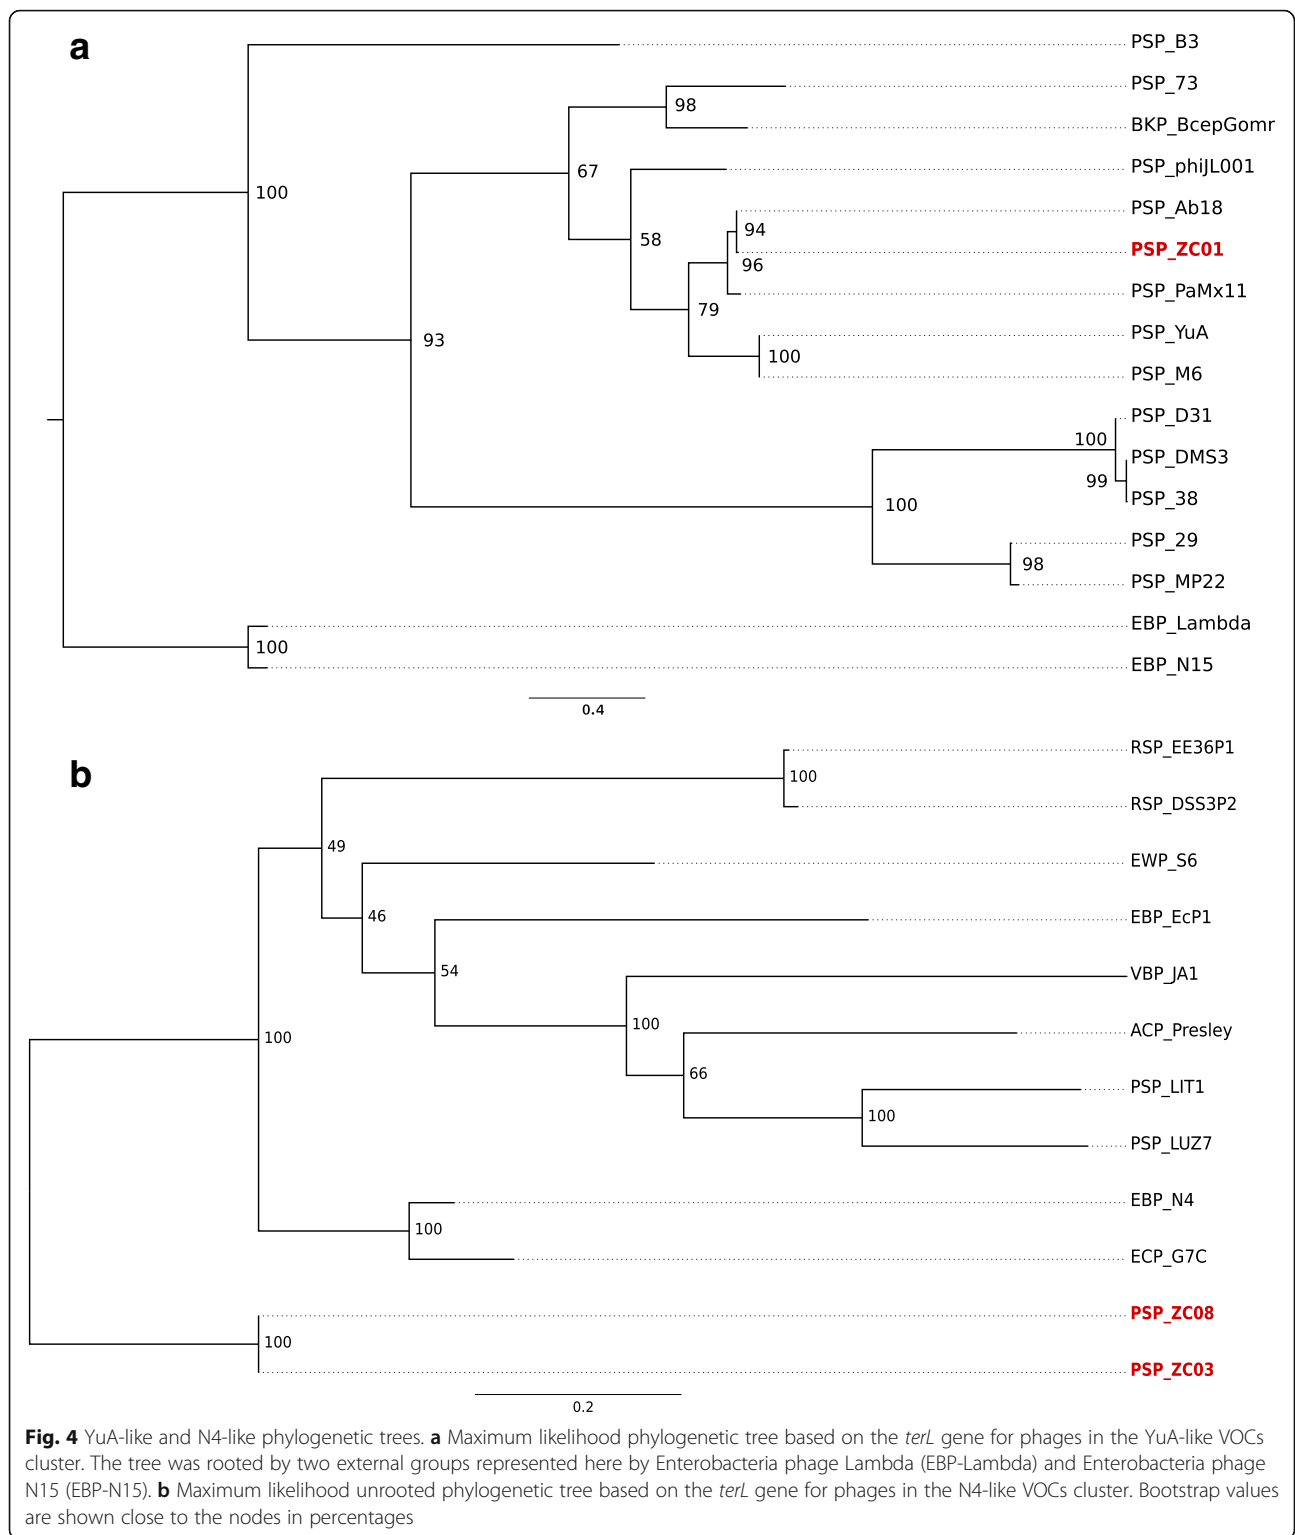 a
PSP_B3
PSP_73
98
BKP_BcepGomr
67
PSP_phiJL001
100
PSP_Ab18
94
58
PSP_ZC01
96
PSP_PaMx11
79
PSP_YuA
93
100
PSP_M6
PSP_D31
100
PSP_DMS3
99
PSP_38
100
PSP_29
98
PSP_MP22
EBP_Lambda
100
EBP_N15
0.4
b
RSP_EE36P1
100
RSP_DSS3P2
49
EWP_S6
46
EBP_EcP1
54
VBP_JA1
100
ACP_Presley
100
66
PSP_LIT1
100
PSP_LUZ7
EBP_N4
100
ECP_G7C
PSP_ZC08
100
PSP_ZC03
0.2
Fig. 4 YuA-like and N4-like phylogenetic trees. a Maximum likelihood phylogenetic tree based on the terL gene for phages in the YuA-like VOCs
cluster. The tree was rooted by two external groups represented here by Enterobacteria phage Lambda (EBP-Lambda) and Enterobacteria phage
N15 (EBP-N15). b Maximum likelihood unrooted phylogenetic tree based on the terL gene for phages in the N4-like VOCs cluster. Bootstrap values
are shown close to the nodes in percentages